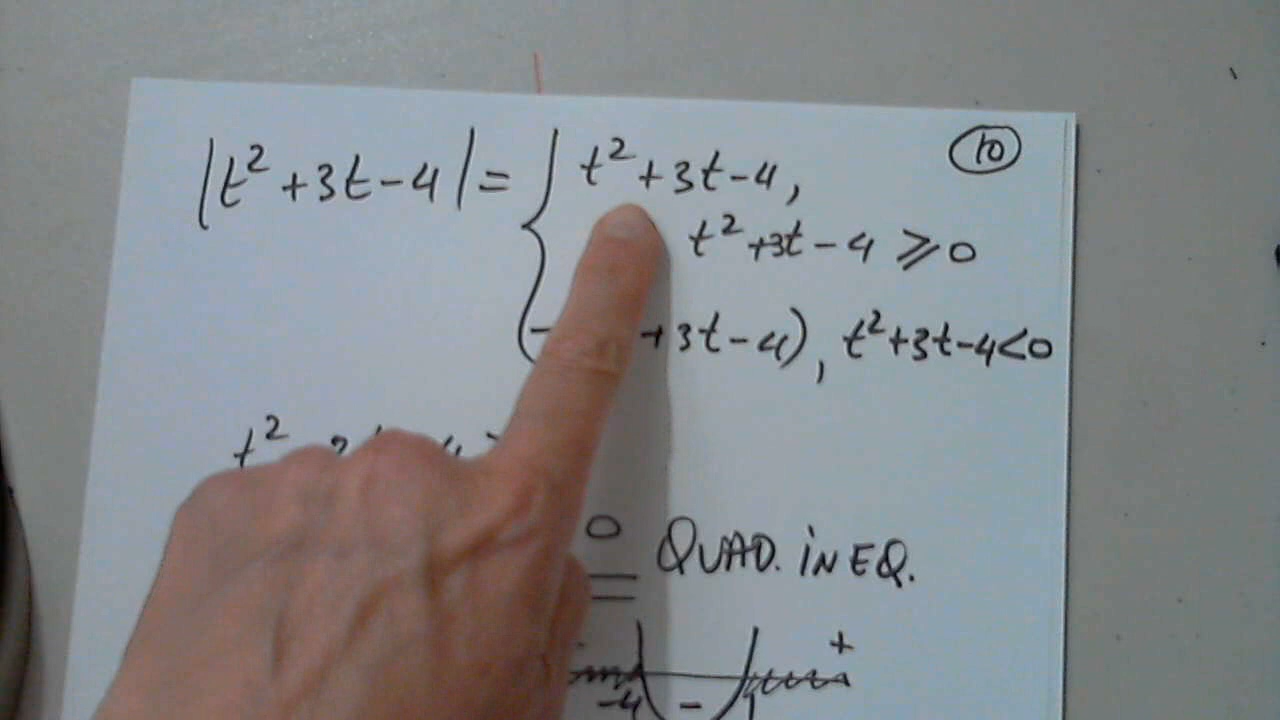 10
|t² + 3t - 4| = { t² + 3t - 4,
t² + 3t - 4 ⩾ 0
- + 3t - 4), t² + 3t - 4 < 0
t²
0 QUAD. INEQ.
+
-4 - 1